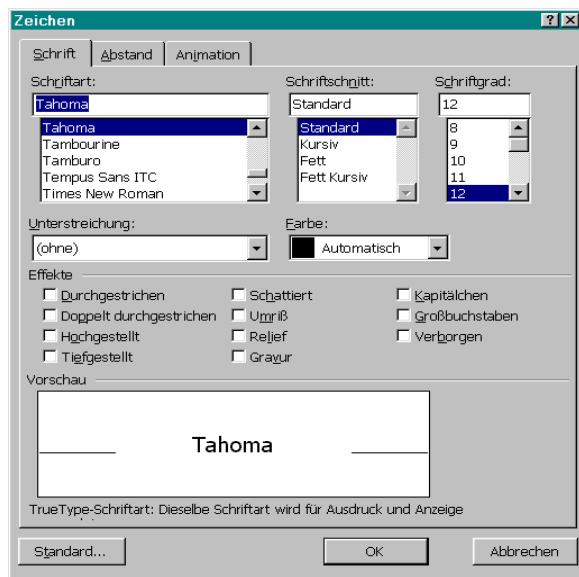 Zeichen
Schrift Abstand Animation
Schriftart: Schriftschnitt: Schriftgrad:
Tahoma Standard 12
Tahoma Standard 8
Tambourine Kursiv 9
Tamburo Fett 10
Tempus Sans ITC Fett Kursiv 11
Times New Roman 12
Unterstreichung: Farbe:
(ohne) Automatisch
Effekte
Durchgestrichen Schattiert Kapitälchen
Doppelt durchgestrichen Umriß Großbuchstaben
Hochgestellt Relief Verborgen
Tiefgestellt Gravur
Vorschau
Tahoma
TrueType-Schriftart: Dieselbe Schriftart wird für Ausdruck und Anzeige
Standard... OK Abbrechen